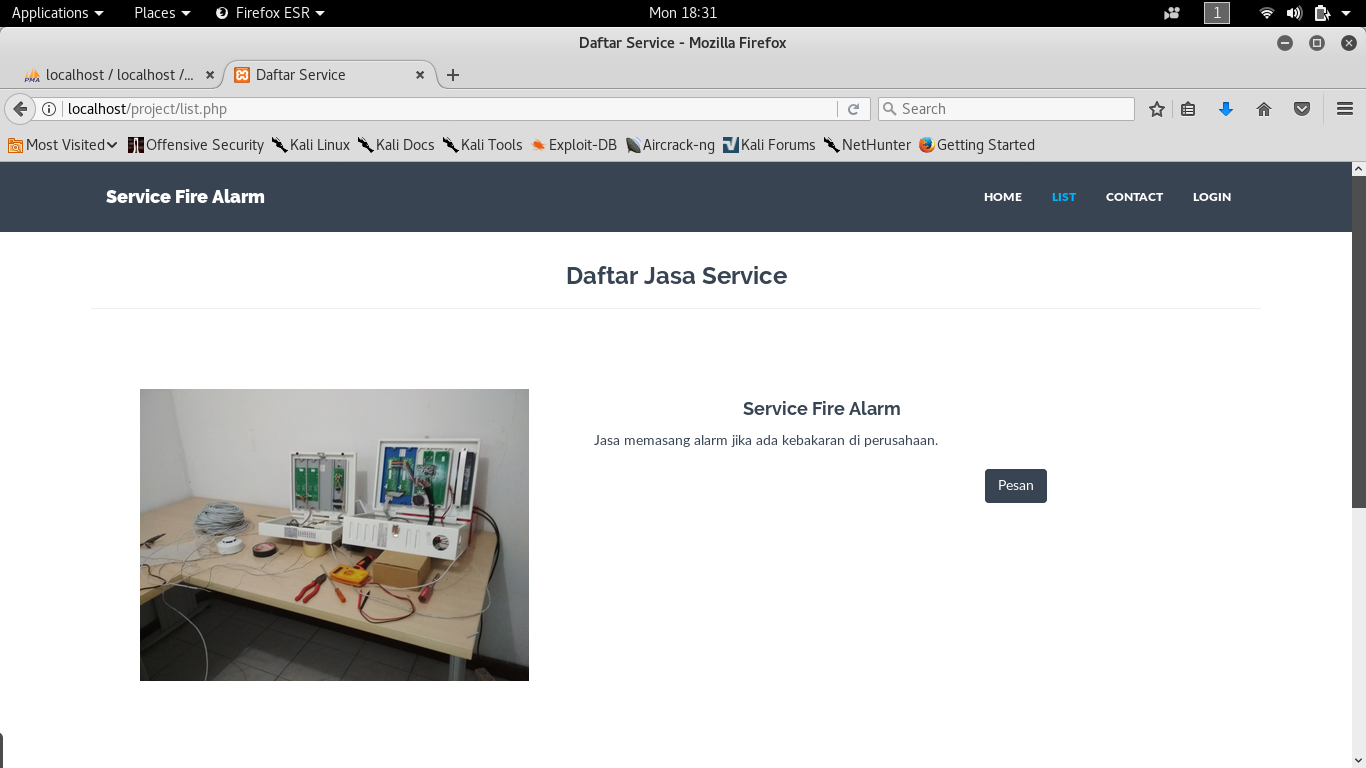 Applications Places Firefox ESR Mon 18:31 1
Daftar Service - Mozilla Firefox
PMA localhost / localhost /... Daftar Service
localhost/project/list.php Search
Most Visited Offensive Security Kali Linux Kali Docs Kali Tools Exploit-DB Aircrack-ng Kali Forums NetHunter Getting Started
Service Fire Alarm HOME LIST CONTACT LOGIN
Daftar Jasa Service
Service Fire Alarm
Jasa memasang alarm jika ada kebakaran di perusahaan.
Pesan